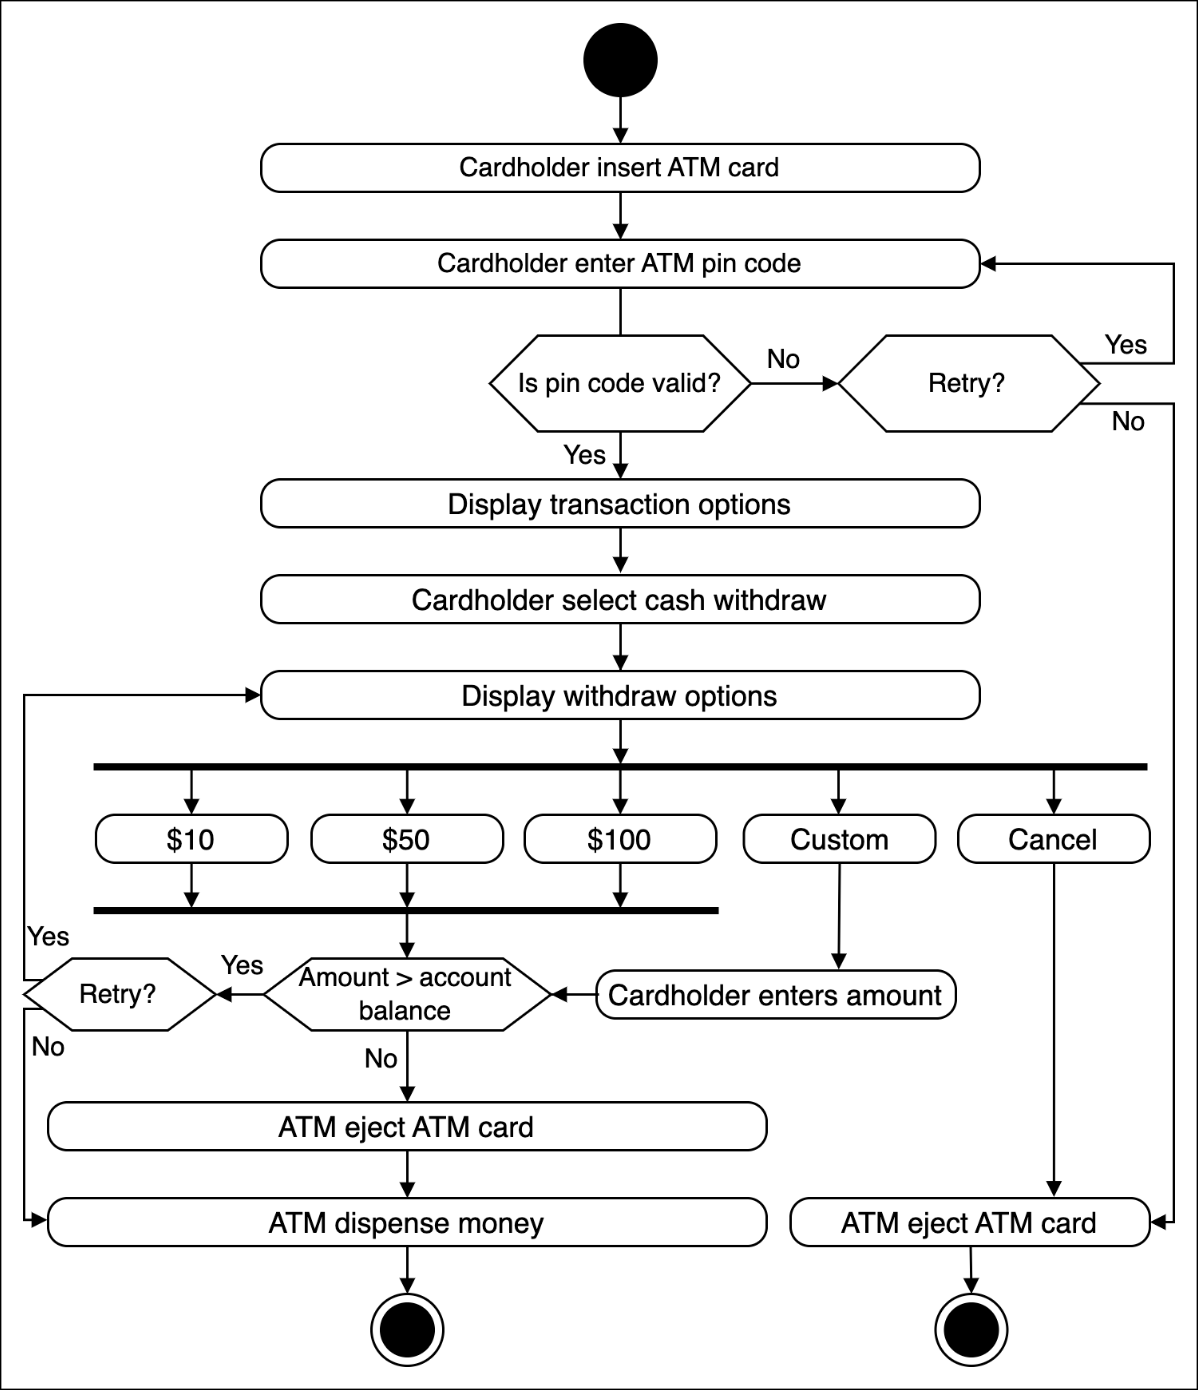 Cardholder insert ATM card
Cardholder enter ATM pin code
Is pin code valid?
No
Retry?
Yes
No
Yes
Display transaction options
Cardholder select cash withdraw
Display withdraw options
$10
$50
$100
Custom
Cancel
Yes
Retry?
No
Yes
Amount > account
balance
Cardholder enters amount
No
ATM eject ATM card
ATM dispense money
ATM eject ATM card